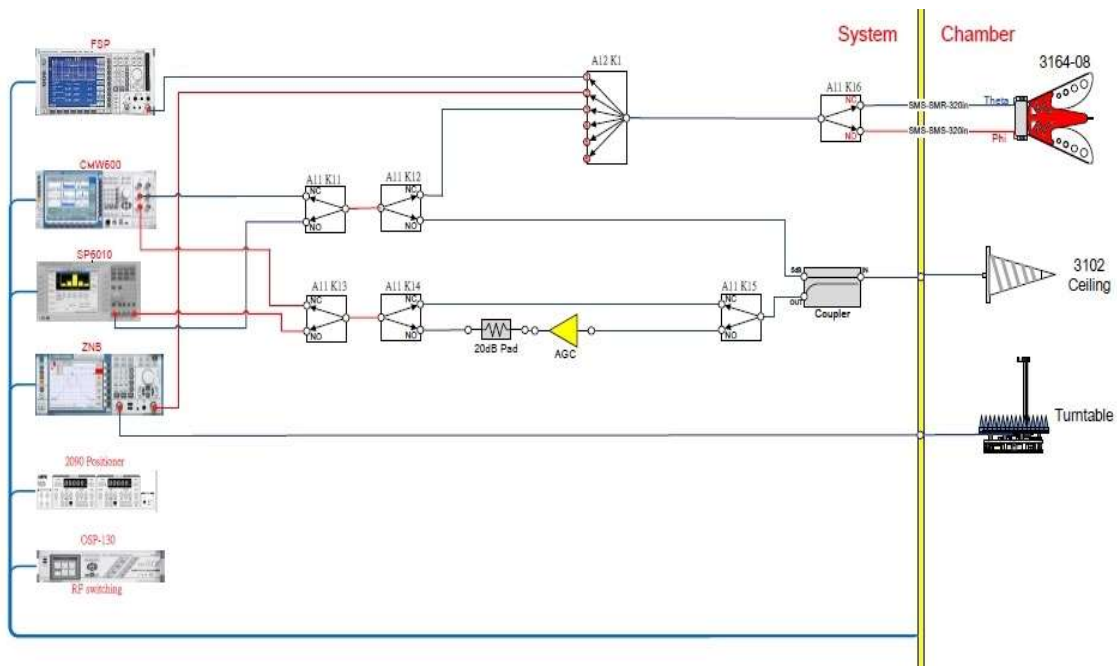 System
Chamber
FSP
A12 K1
3164-08
A11 K16
NC
Theta
SMS-SMR-320in
SMS-SMS-320in
NO
Phi
CMW500
A11 K11
A11 K12
NC
NC
NO
NO
SP6010
A11 K13
A11 K14
A11 K15
NC
NC
NC
NO
NO
NO
IN
OUT
Coupler
3102
Ceiling
20dB Pad
AGC
ZNB
Turntable
2090 Positioner
OSP-130
RF switching